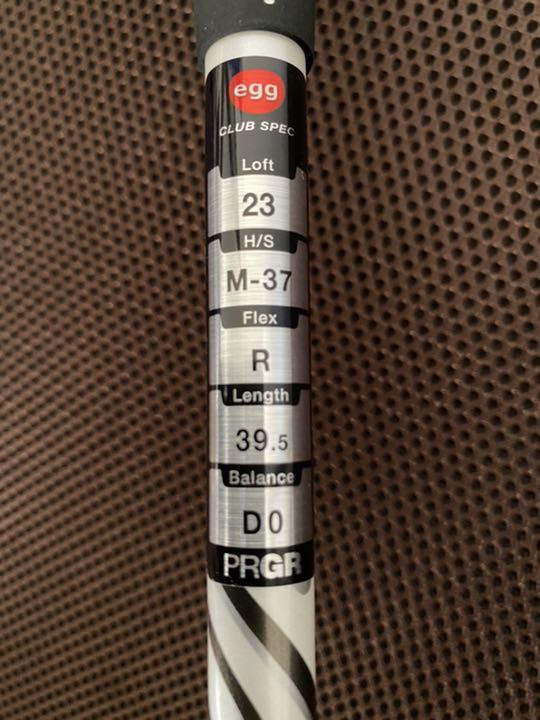 egg
CLUB SPEC
Loft
23
H/S
M-37
Flex
R
Length
39.5
Balance
D0
PRGR